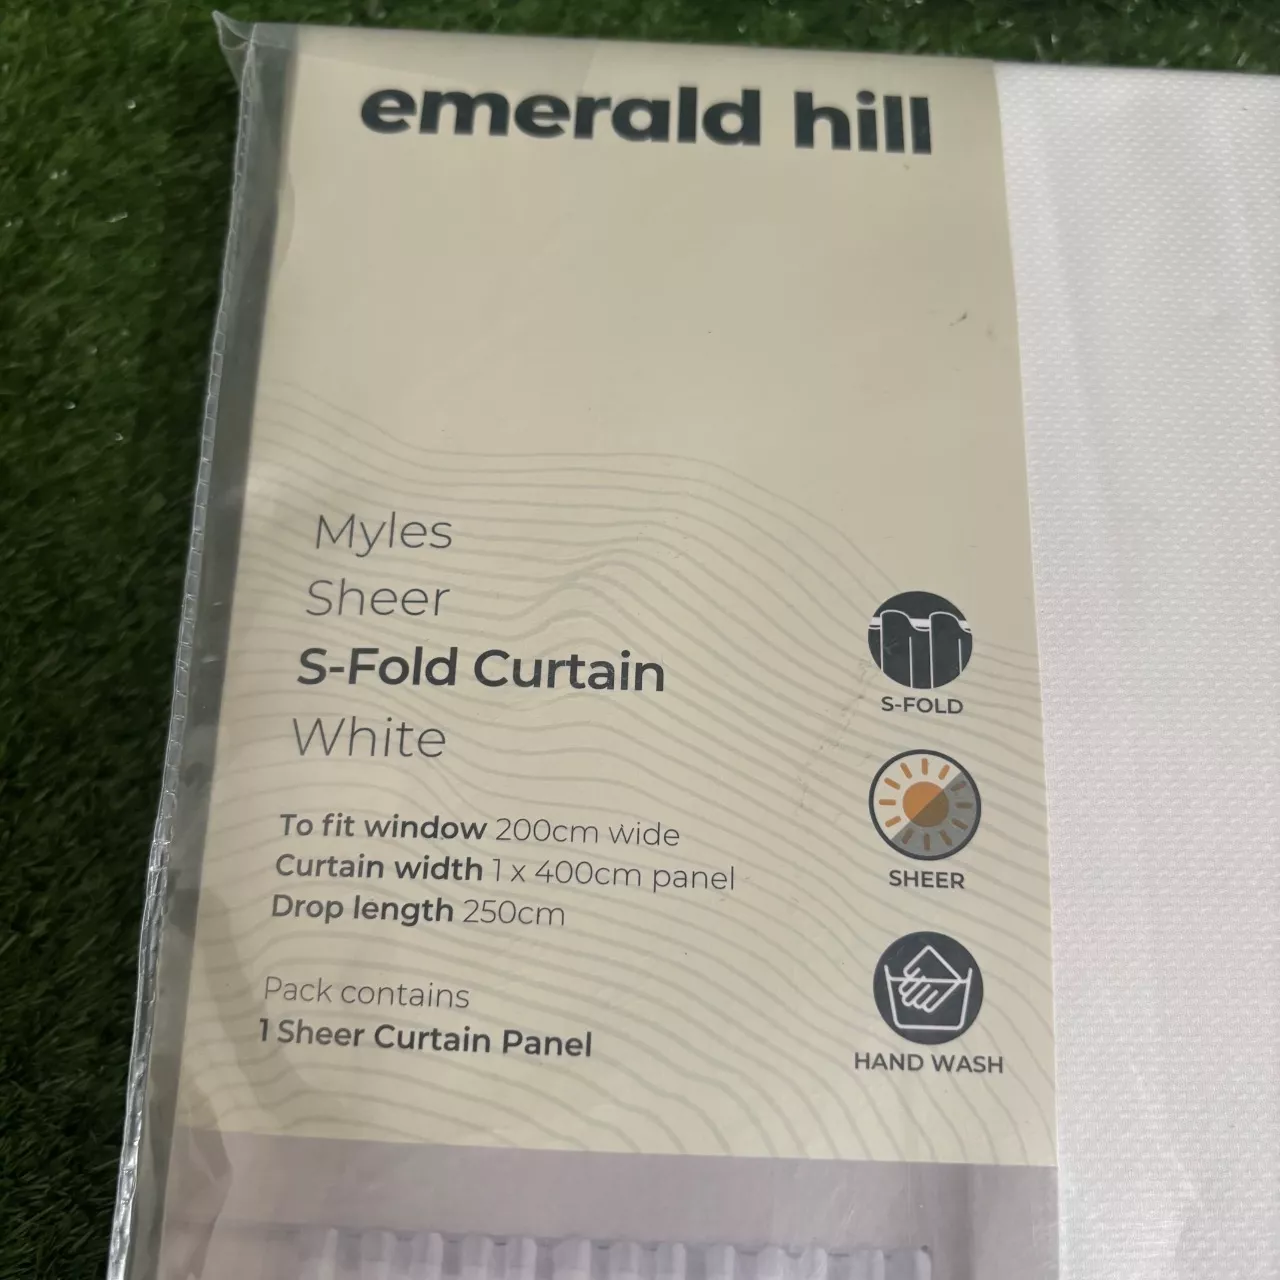 emerald hill
Myles
Sheer
S-Fold Curtain
White
To fit window 200cm wide
Curtain width 1 x 400cm panel
Drop length 250cm
Pack contains
1 Sheer Curtain Panel
S-FOLD
SHEER
HAND WASH